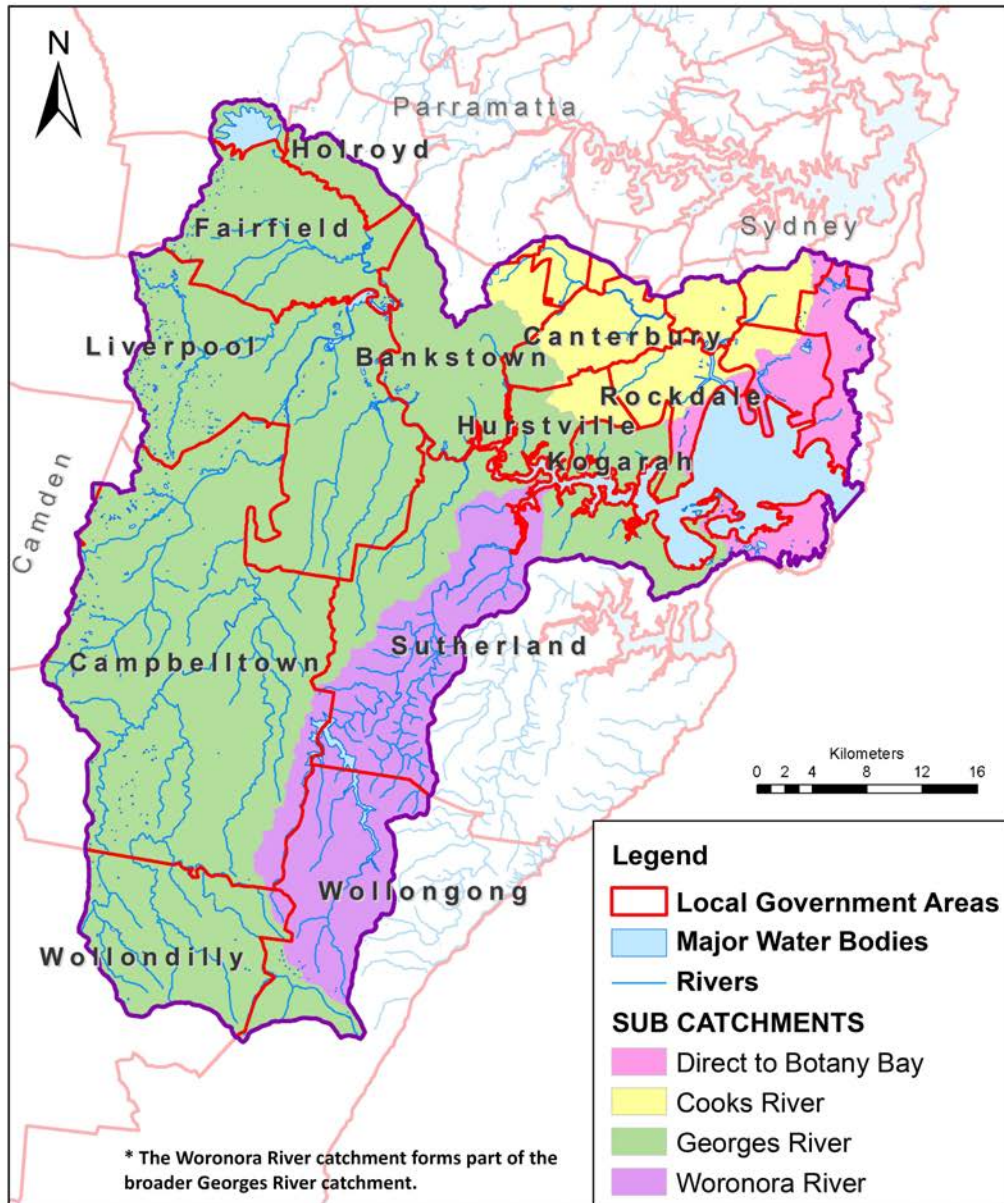 N
Parramatta
Holroyd
Fairfield
Sydney
Liverpool
Canterbury
Bankstown
Rockdale
Hurstville
Kogarah
Camden
Sutherland
Campbelltown
Kilometers
0 2 4 8 12 16
Wollongong
Wollondilly
Legend
Local Government Areas
Major Water Bodies
Rivers
SUB CATCHMENTS
Direct to Botany Bay
Cooks River
Georges River
Woronora River
* The Woronora River catchment forms part of the
broader Georges River catchment.